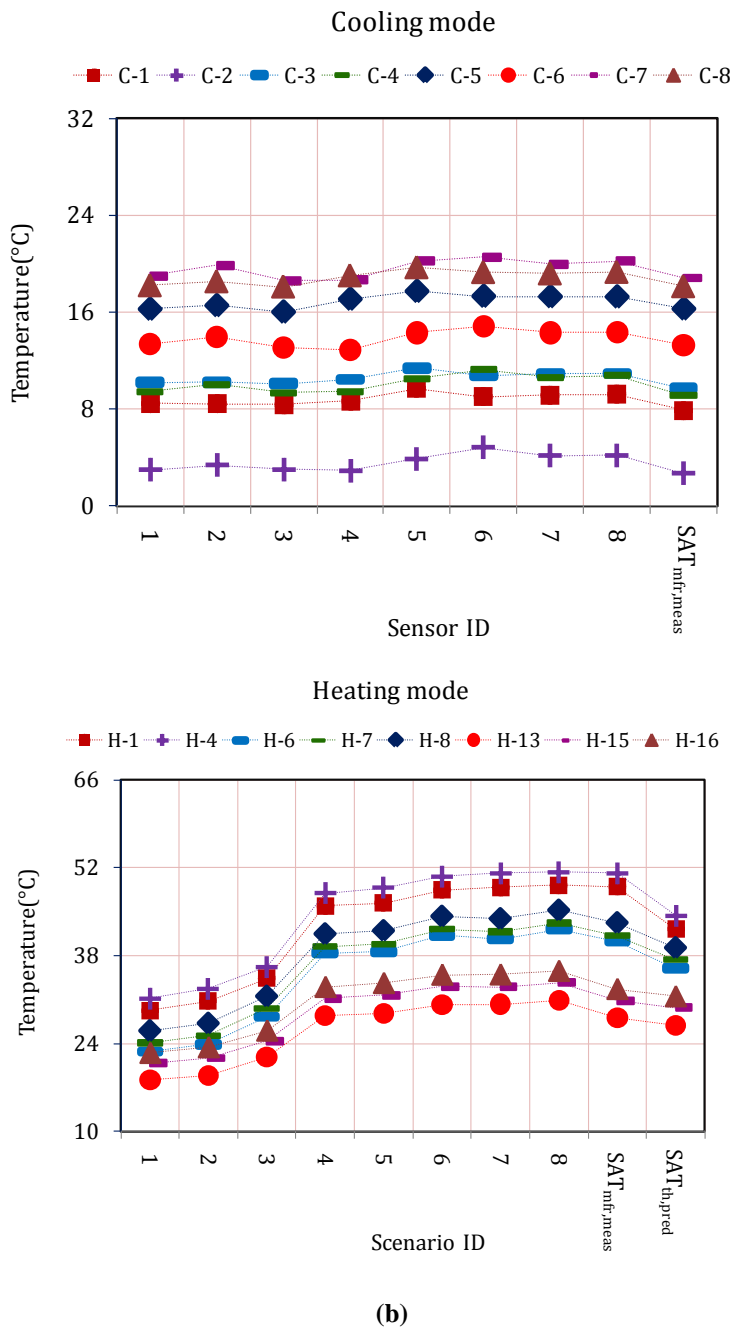 Cooling mode
C-1 C-2 C-3 C-4 C-5 C-6 C-7 C-8
32
24
16
8
0
Temperature(°C)
1 2 3 4 5 6 7 8 SATmfr,meas
Sensor ID
Heating mode
H-1 H-4 H-6 H-7 H-8 H-13 H-15 H-16
66
52
38
24
10
Temperature(°C)
1 2 3 4 5 6 7 8 SATmfr,meas SATth,pred
Scenario ID
(b)